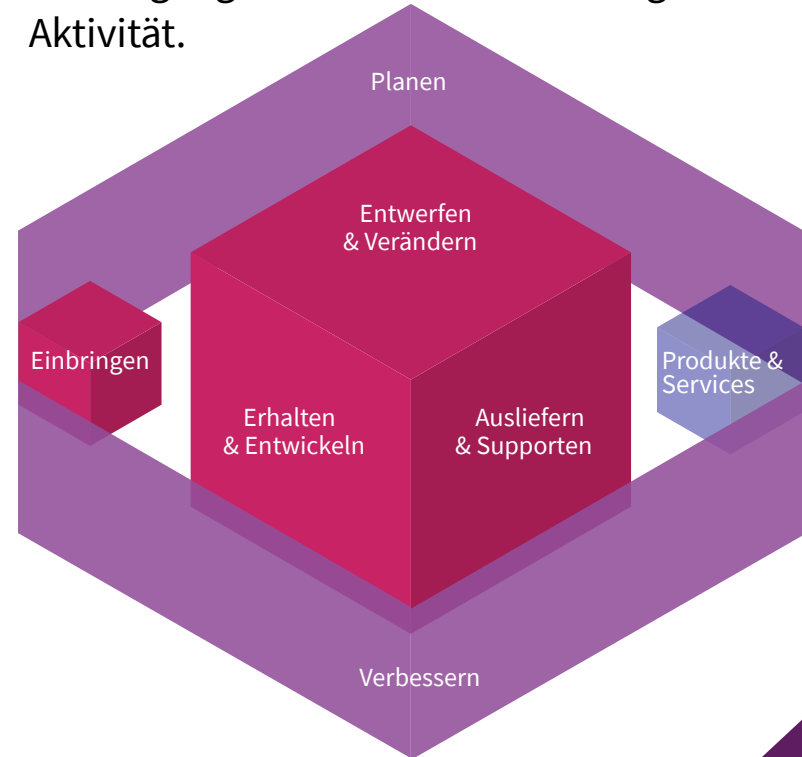 Aktivität.
Planen
Entwerfen
& Verändern
Einbringen
Produkte &
Services
Erhalten
& Entwickeln
Ausliefern
& Supporten
Verbessern